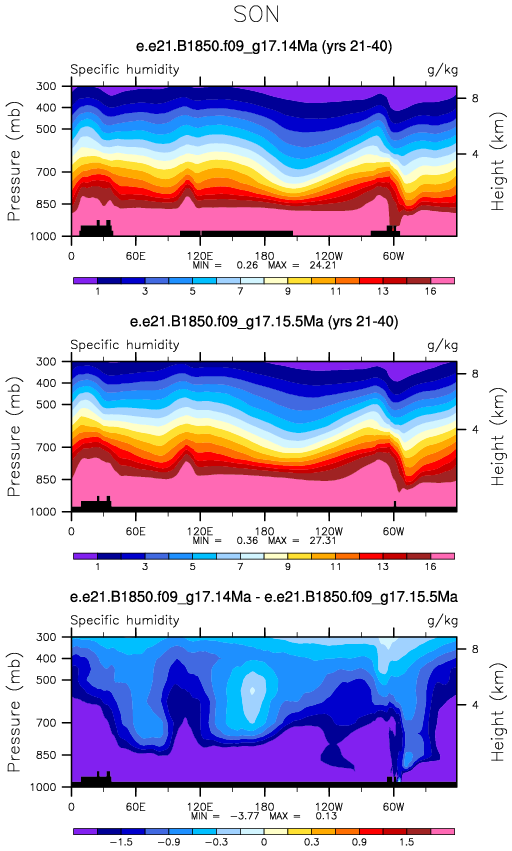 SON
e.e21.B1850.f09_g17.14Ma (yrs 21-40)
Specific humidity g/kg
300
400
500
700
850
1000
Pressure (mb)
8
4
Height (km)
0 60E 120E 180 120W 60W
MIN = 0.26 MAX = 24.21
1 3 5 7 9 11 13 16
e.e21.B1850.f09_g17.15.5Ma (yrs 21-40)
Specific humidity g/kg
300
400
500
700
850
1000
Pressure (mb)
8
4
Height (km)
0 60E 120E 180 120W 60W
MIN = 0.36 MAX = 27.31
1 3 5 7 9 11 13 16
e.e21.B1850.f09_g17.14Ma - e.e21.B1850.f09_g17.15.5Ma
Specific humidity g/kg
300
400
500
700
850
1000
Pressure (mb)
8
4
Height (km)
0 60E 120E 180 120W 60W
MIN = -3.77 MAX = 0.13
-1.5 -0.9 -0.3 0 0.3 0.9 1.5